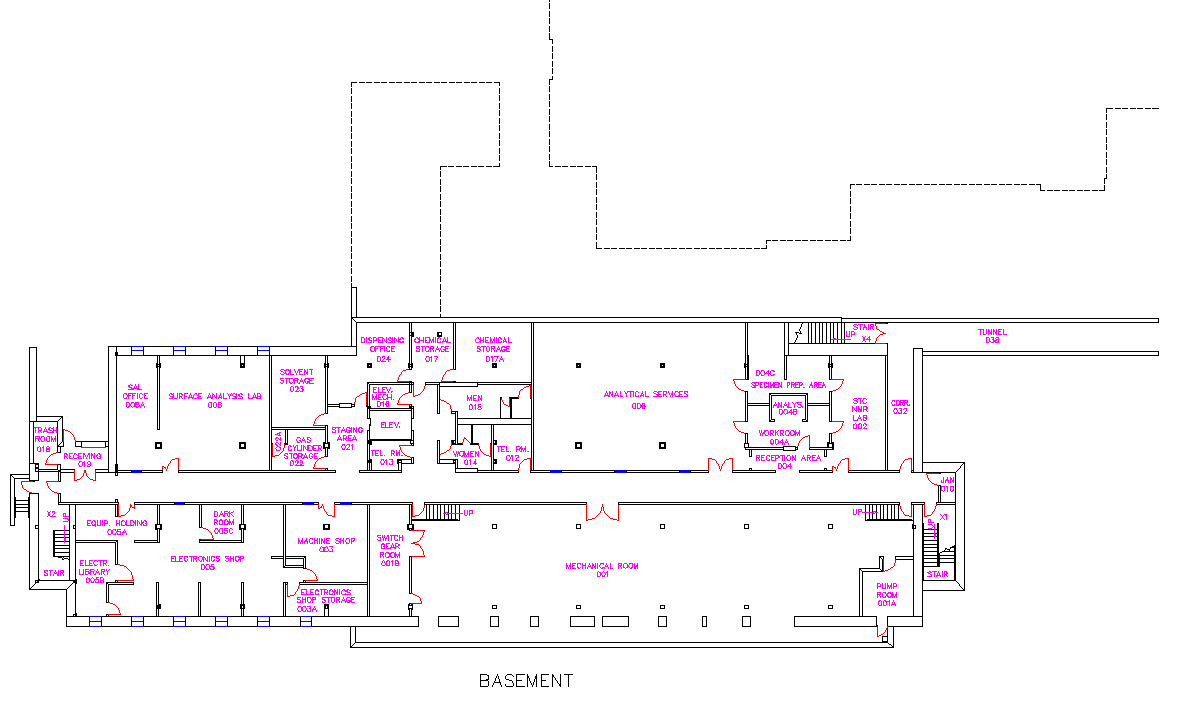 STAIR
UP
X4
TUNNEL
038
DISPENSING
OFFICE
024
CHEMICAL
STORAGE
017
CHEMICAL
STORAGE
017A
SOLVENT
STORAGE
023
004C
SPECIMEN PREP. AREA
SAL
OFFICE
SURFACE ANALYSIS LAB
008
ELEV.
MECH.
016
MEN
015
ANALYTICAL SERVICES
006
ANALYS.
004B
STC
NNR
LAB
002
CORR.
032
ELEV.
TRASH
ROOM
018
STAGING
AREA
021
022A
GAS
CYLINDER
STORAGE
022
WORKROOM
004A
RECEIVING
019
TEL. RM.
013
WOMEN
014
TEL. RM.
012
RECEPTION AREA
004
JAN
010
X2
UP
EQUIP. HOLDING
005A
DARK
ROOM
005C
UP
UP
UP
X1
MACHINE SHOP
003
SWITCH
GEAR
ROOM
001B
ELECTRONICS SHOP
005
ELECTR.
LIBRARY
005B
STAIR
MECHANICAL ROOM
001
STAIR
ELECTRONICS
SHOP STORAGE
003A
PUMP
ROOM
001A
BASEMENT